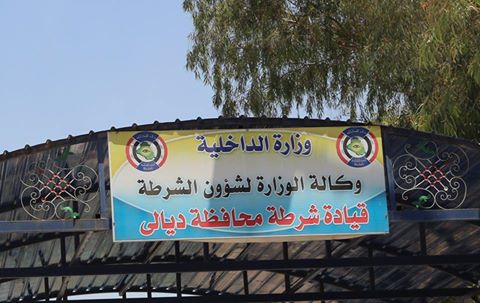 وزارة الداخلية
وكالة الوزارة لشؤون الشرطة
قيادة شرطة محافظة ديالى